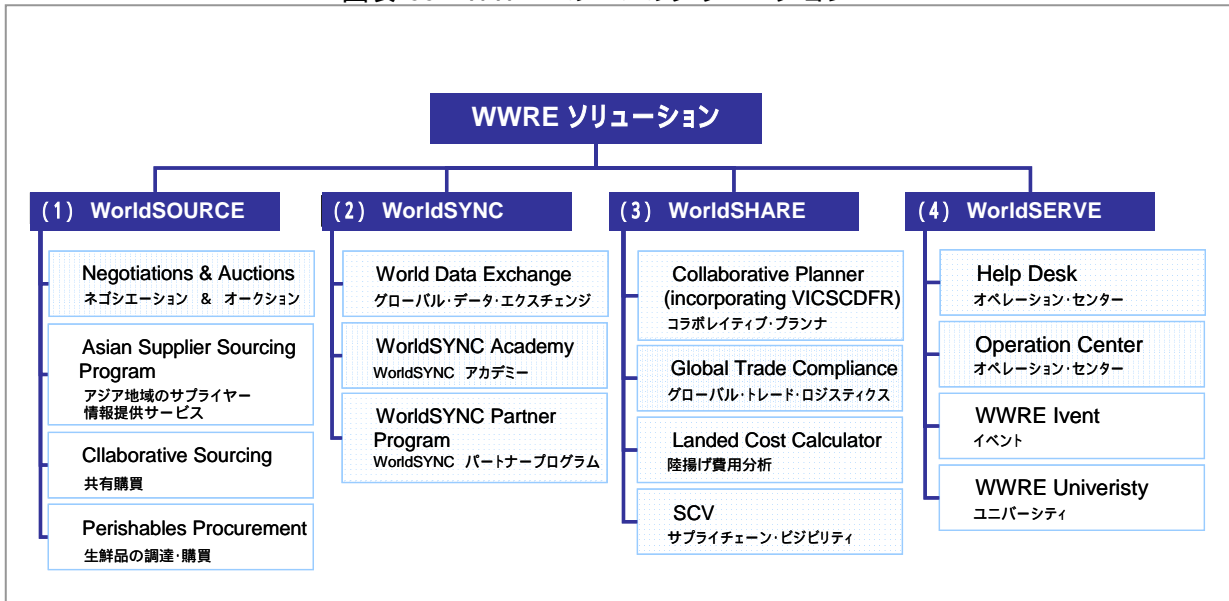 WWRE ソリューション
(1) WorldSOURCE
Negotiations & Auctions
ネゴシエーション & オークション
Asian Supplier Sourcing
Program
アジア地域のサプライヤー
情報提供サービス
Cllaborative Sourcing
共有購買
Perishables Procurement
生鮮品の調達・購買
(2) WorldSYNC
World Data Exchange
グローバル・データ・エクスチェンジ
WorldSYNC Academy
WorldSYNC アカデミー
WorldSYNC Partner
Program
WorldSYNC パートナープログラム
(3) WorldSHARE
Collaborative Planner
(incorporating VICSCDFR)
コラボレイティブ・プランナ
Global Trade Compliance
グローバル・トレード・ロジスティクス
Landed Cost Calculator
陸揚げ費用分析
SCV
サプライチェーン・ビジビリティ
(4) WorldSERVE
Help Desk
オペレーション・センター
Operation Center
オペレーション・センター
WWRE Ivent
イベント
WWRE Univeristy
ユニバーシティ